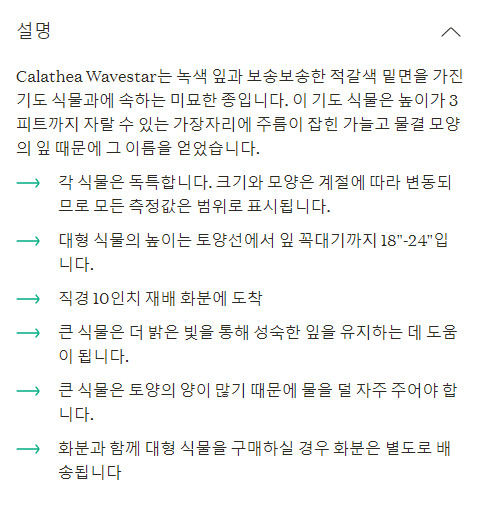 설명
Calathea Wavestar는 녹색 잎과 보송보송한 적갈색 밑면을 가진
기도 식물과에 속하는 미묘한 종입니다. 이 기도 식물은 높이가 3
피트까지 자랄 수 있는 가장자리에 주름이 잡힌 가늘고 물결 모양
의 잎 때문에 그 이름을 얻었습니다.
각 식물은 독특합니다. 크기와 모양은 계절에 따라 변동되
므로 모든 측정값은 범위로 표시됩니다.
대형 식물의 높이는 토양선에서 잎 꼭대기까지 18"-24"입
니다.
직경 10인치 재배 화분에 도착
큰 식물은 더 밝은 빛을 통해 성숙한 잎을 유지하는 데 도움
이 됩니다.
큰 식물은 토양의 양이 많기 때문에 물을 덜 자주 주어야 합
니다.
화분과 함께 대형 식물을 구매하실 경우 화분은 별도로 배
송됩니다